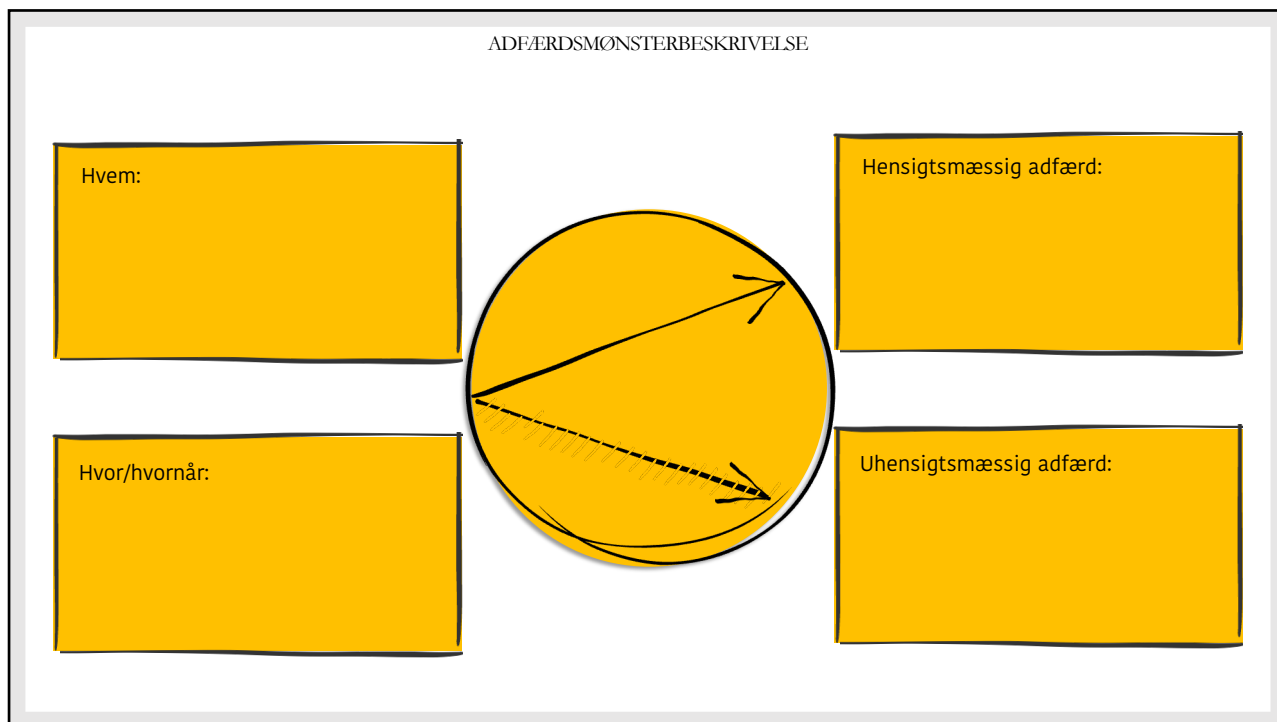 ADFÆRDSMØNSTERBESKRIVELSE
Hvem:
Hensigtsmæssig adfærd:
Hvor/hvornår:
Uhensigtsmæssig adfærd: